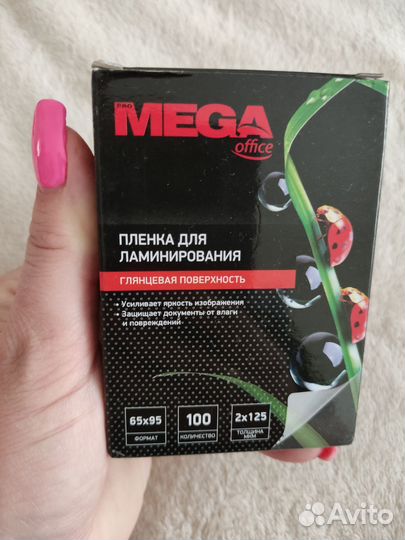 PRO
MEGA
office
ПЛЕНКА ДЛЯ
ЛАМИНИРОВАНИЯ
ГЛЯНЦЕВАЯ ПОВЕРХНОСТЬ
• Усиливает яркость изображения
• Защищает документы от влаги
и повреждений
65x95 100 2x125
ФОРМАТ КОЛИЧЕСТВО ТОЛЩИНА
МКМ
Avito